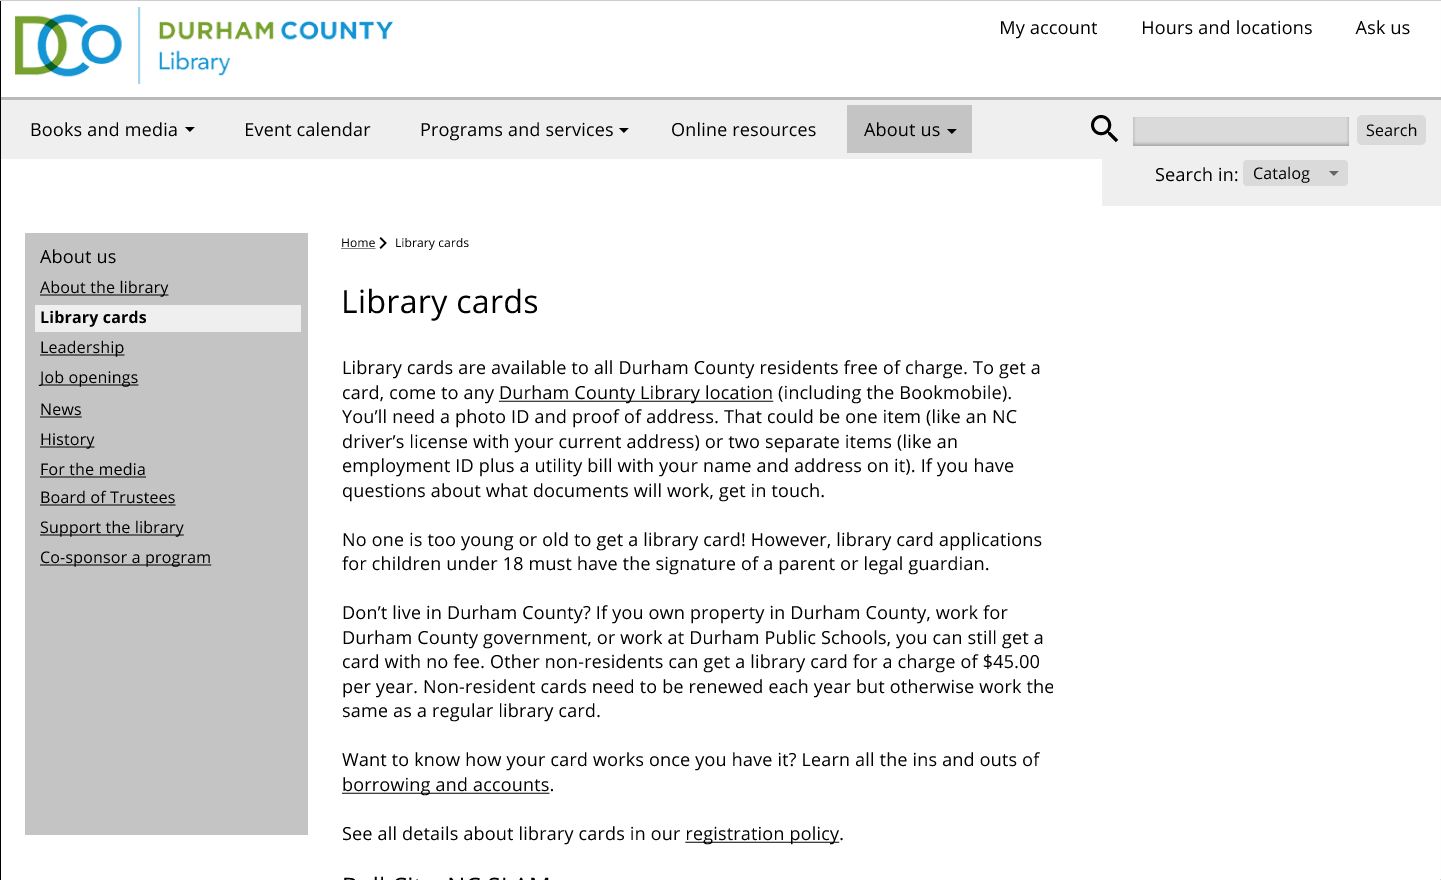 DCO
DURHAM COUNTY
Library
My account
Hours and locations
Ask us
Books and media
Event calendar
Programs and services
Online resources
About us
Search
Search in:
Catalog
About us
About the library
Library cards
Leadership
Job openings
News
History
For the media
Board of Trustees
Support the library
Co-sponsor a program
Home
Library cards
Library cards
Library cards are available to all Durham County residents free of charge. To get a
card, come to any Durham County Library location (including the Bookmobile).
You’ll need a photo ID and proof of address. That could be one item (like an NC
driver’s license with your current address) or two separate items (like an
employment ID plus a utility bill with your name and address on it). If you have
questions about what documents will work, get in touch.
No one is too young or old to get a library card! However, library card applications
for children under 18 must have the signature of a parent or legal guardian.
Don’t live in Durham County? If you own property in Durham County, work for
Durham County government, or work at Durham Public Schools, you can still get a
card with no fee. Other non-residents can get a library card for a charge of $45.00
per year. Non-resident cards need to be renewed each year but otherwise work the
same as a regular library card.
Want to know how your card works once you have it? Learn all the ins and outs of
borrowing and accounts.
See all details about library cards in our registration policy.